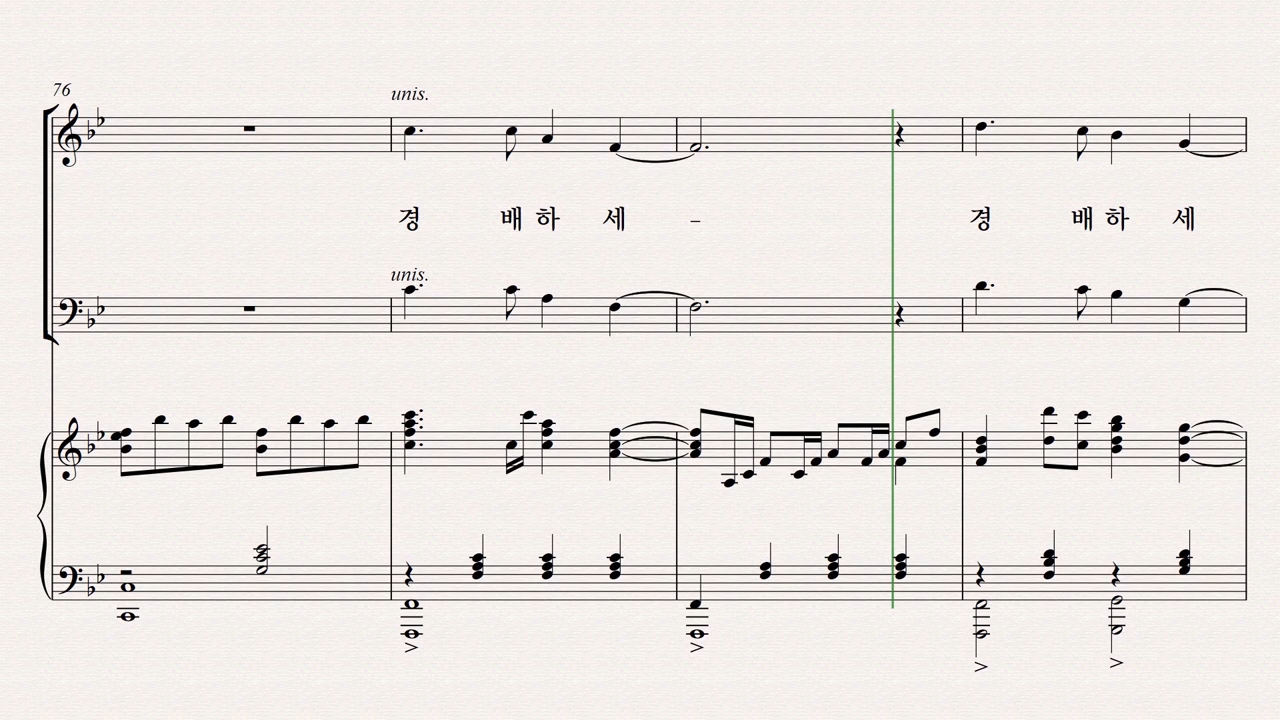 76
unis.
경 배 하 세 - 경 배 하 세
unis.